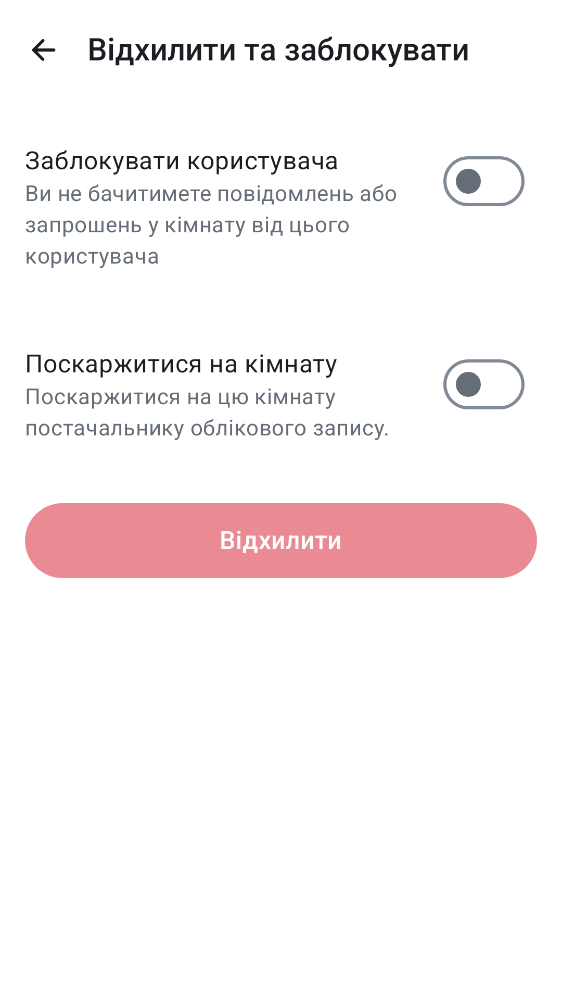 Відхилити та заблокувати
Заблокувати користувача
Ви не бачитимете повідомлень або
запрошень у кімнату від цього
користувача
Поскаржитися на кімнату
Поскаржитися на цю кімнату
постачальнику облікового запису.
Відхилити